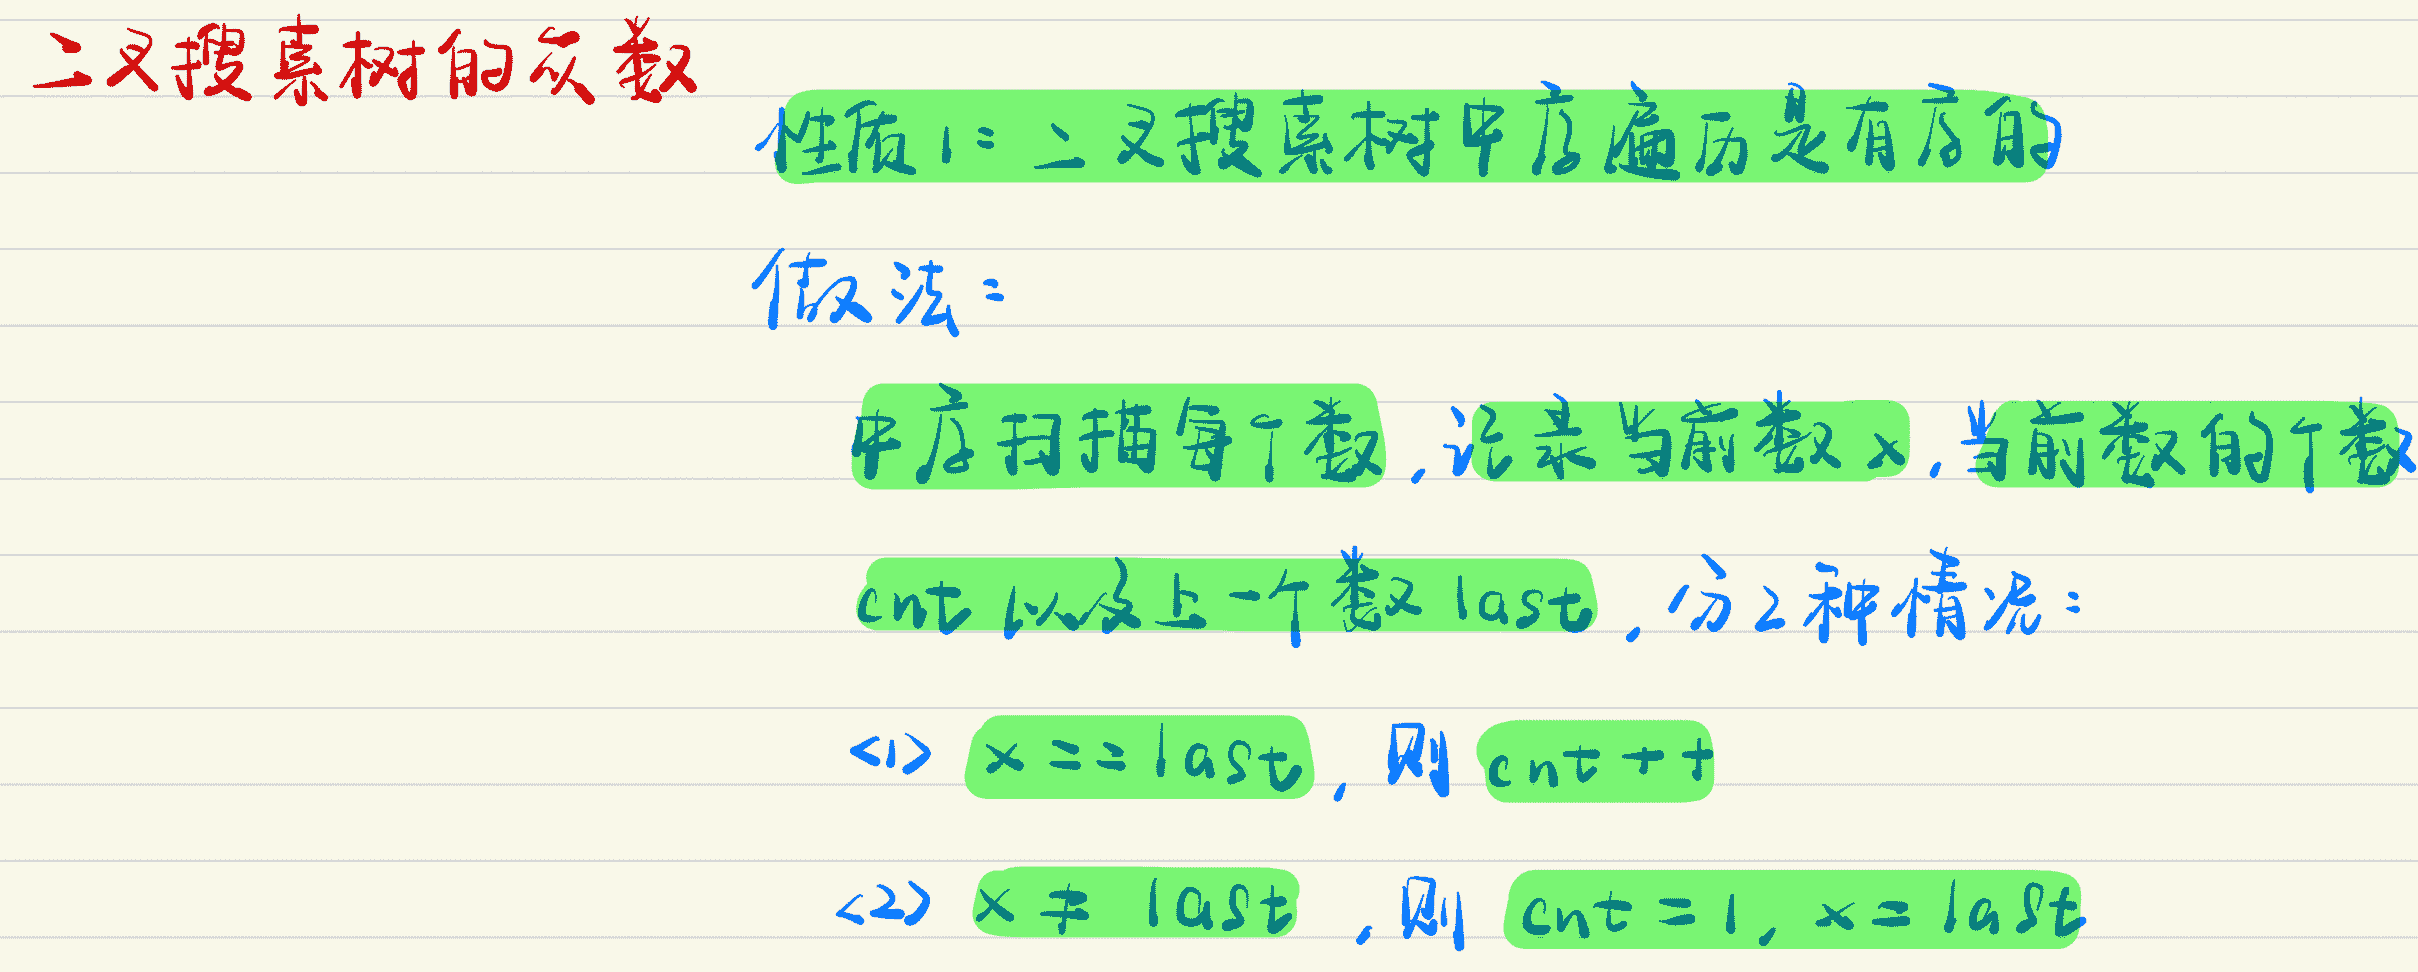 二叉搜索树的众数
性质1：二叉搜索树中序遍历是有序的
做法：
中序扫描每个数，记录当前数x，当前数的个数
cnt以及上一个数last，分2种情况：
<1> x == last，则 cnt++
<2> x ≠ last，则 cnt = 1, x = last